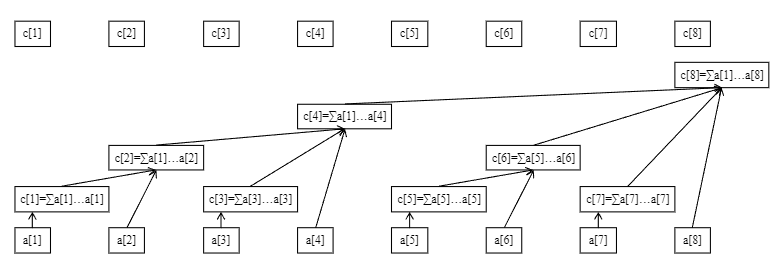 c[1] c[2] c[3] c[4] c[5] c[6] c[7] c[8]
c[8]=∑a[1]...a[8]
c[4]=∑a[1]...a[4]
c[2]=∑a[1]...a[2] c[6]=∑a[5]...a[6]
c[1]=∑a[1]...a[1] c[3]=∑a[3]...a[3] c[5]=∑a[5]...a[5] c[7]=∑a[7]...a[7]
a[1] a[2] a[3] a[4] a[5] a[6] a[7] a[8]